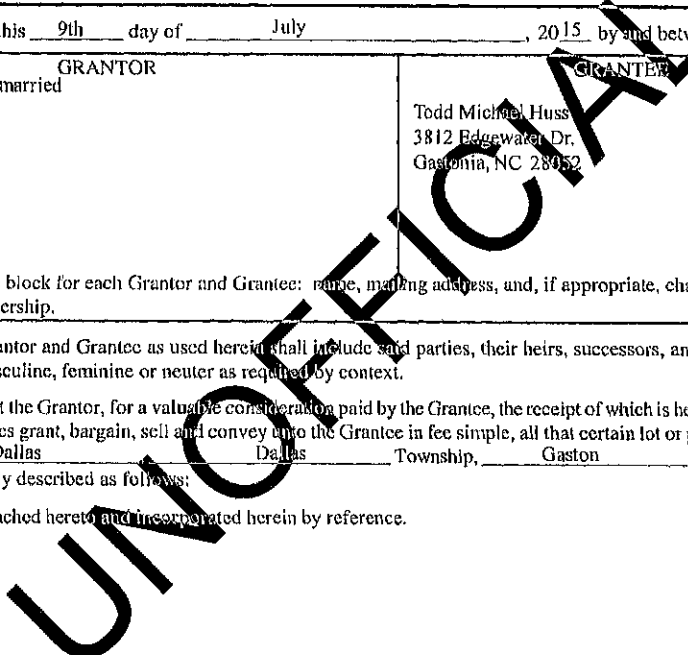 his 9th day of July , 2015 by and betw
GRANTOR
married
GRANTEE
Todd Michael Huss
3812 Edgewater Dr.
Gastonia, NC 28052
block for each Grantor and Grantee: name, mailing address, and, if appropriate, cha
ership.
antor and Grantee as used herein shall include said parties, their heirs, successors, an
sculine, feminine or neuter as required by context.
t the Grantor, for a valuable consideration paid by the Grantee, the receipt of which is he
es grant, bargain, sell and convey unto the Grantee in fee simple, all that certain lot or p
Dallas Dallas Township, Gaston
y described as follows:
ached hereto and incorporated herein by reference.
UNOFFICIAL